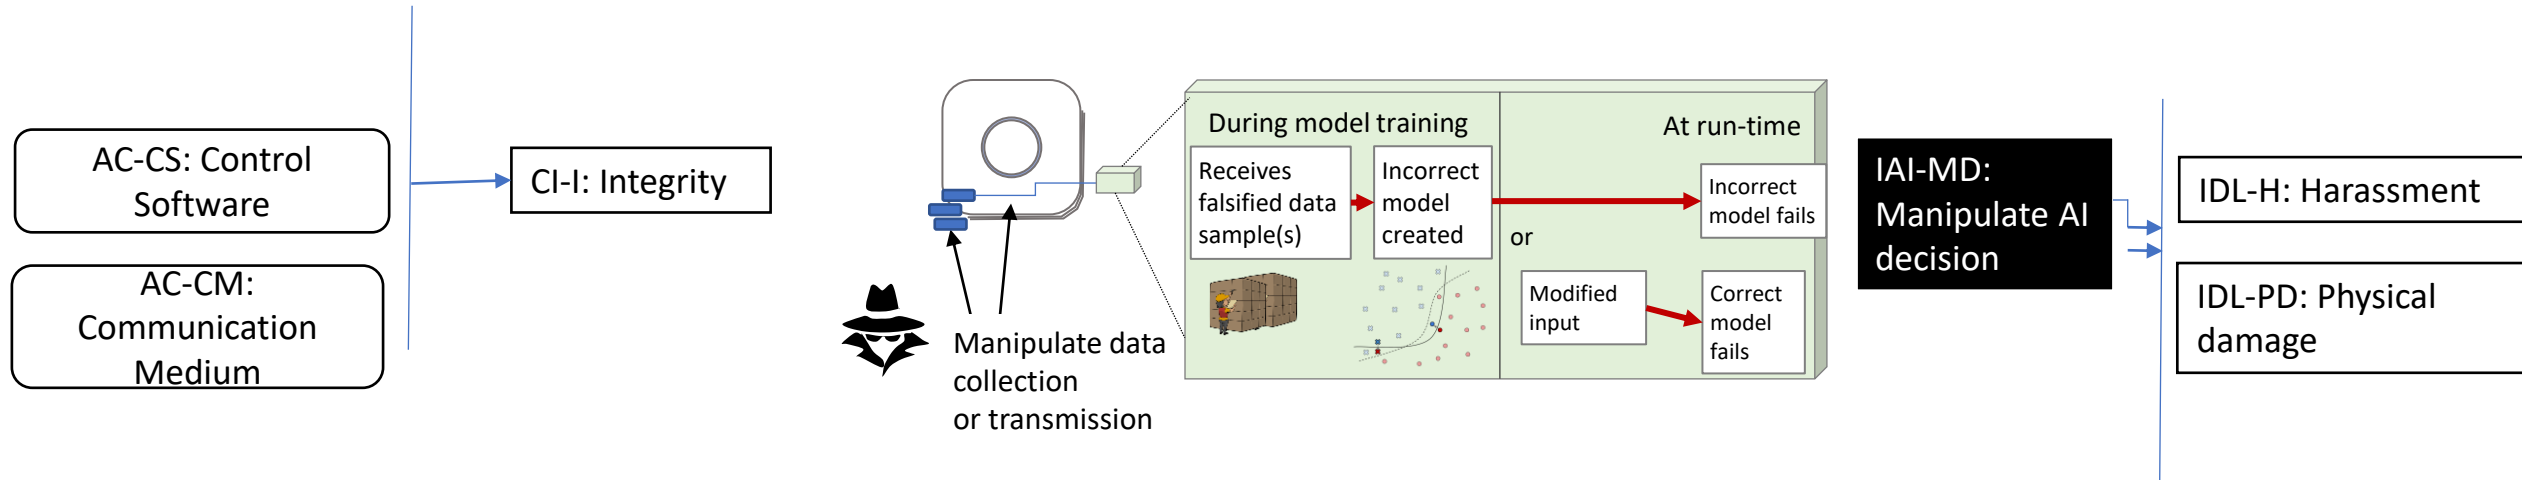 AC-CS: Control
Software
AC-CM:
Communication
Medium
CI-I: Integrity
Manipulate data
collection
or transmission
During model training
Receives
falsified data
sample(s)
Incorrect
model
created
At run-time
Incorrect
model fails
or
Modified
input
Correct
model
fails
IAI-MD:
Manipulate AI
decision
IDL-H: Harassment
IDL-PD: Physical
damage